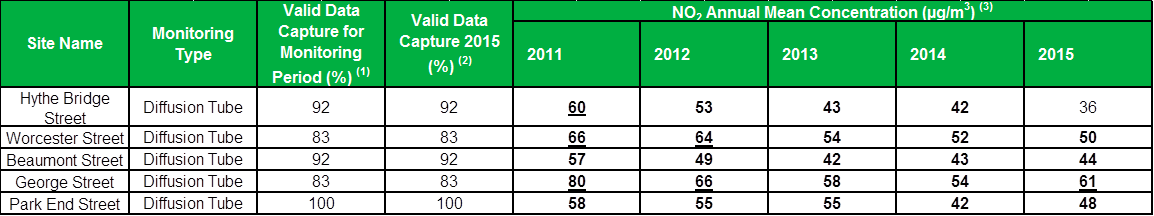 Site Name | Monitoring Type | Valid Data Capture for Monitoring Period (%) (1) | Valid Data Capture 2015 (%) (2) | NO2 Annual Mean Concentration (µg/m3) (3)
2011 | 2012 | 2013 | 2014 | 2015
Hythe Bridge Street | Diffusion Tube | 92 | 92 | 60 | 53 | 43 | 42 | 36
Worcester Street | Diffusion Tube | 83 | 83 | 66 | 64 | 54 | 52 | 50
Beaumont Street | Diffusion Tube | 92 | 92 | 57 | 49 | 42 | 43 | 44
George Street | Diffusion Tube | 83 | 83 | 80 | 66 | 58 | 54 | 61
Park End Street | Diffusion Tube | 100 | 100 | 58 | 55 | 55 | 42 | 48